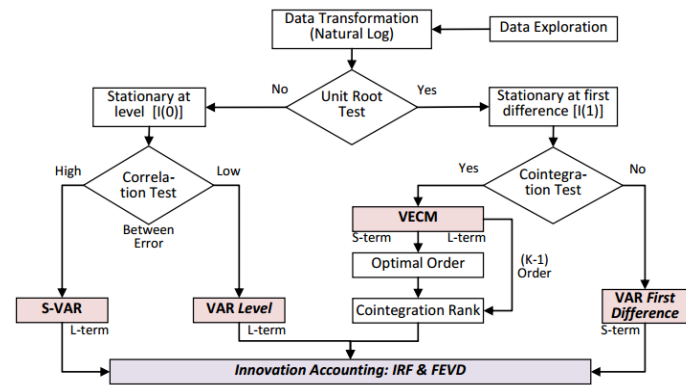 Data Transformation
(Natural Log)
Data Exploration
No
Unit Root
Test
Yes
Stationary at
level [I(0)]
Stationary at first
difference [I(1)]
High
Correla-
tion Test
Low
Between
Error
Yes
Cointegra-
tion Test
No
VECM
S-term
L-term
Optimal Order
(K-1)
Order
Cointegration Rank
S-VAR
L-term
VAR Level
L-term
VAR First
Difference
S-term
Innovation Accounting: IRF & FEVD